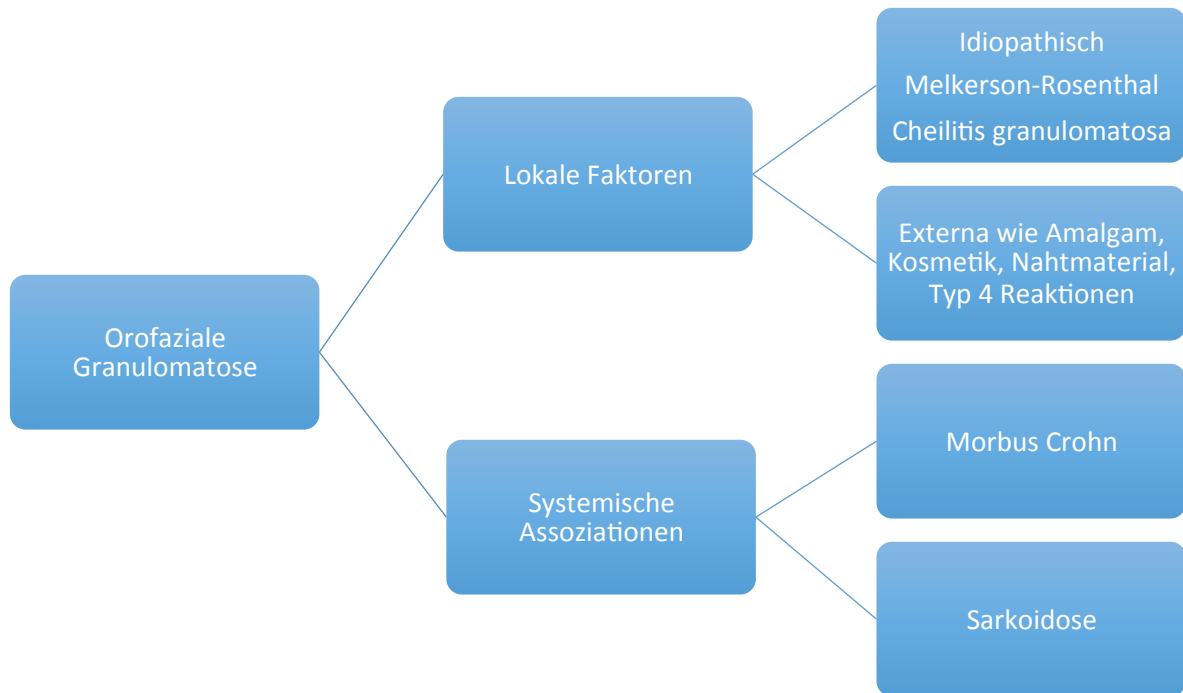 Orofaziale
Granulomatose
Lokale Faktoren
Idiopathisch
Melkerson-Rosenthal
Cheilitis granulomatosa
Externa wie Amalgam,
Kosmetik, Nahtmaterial,
Typ 4 Reaktionen
Systemische
Assoziationen
Morbus Crohn
Sarkoidose